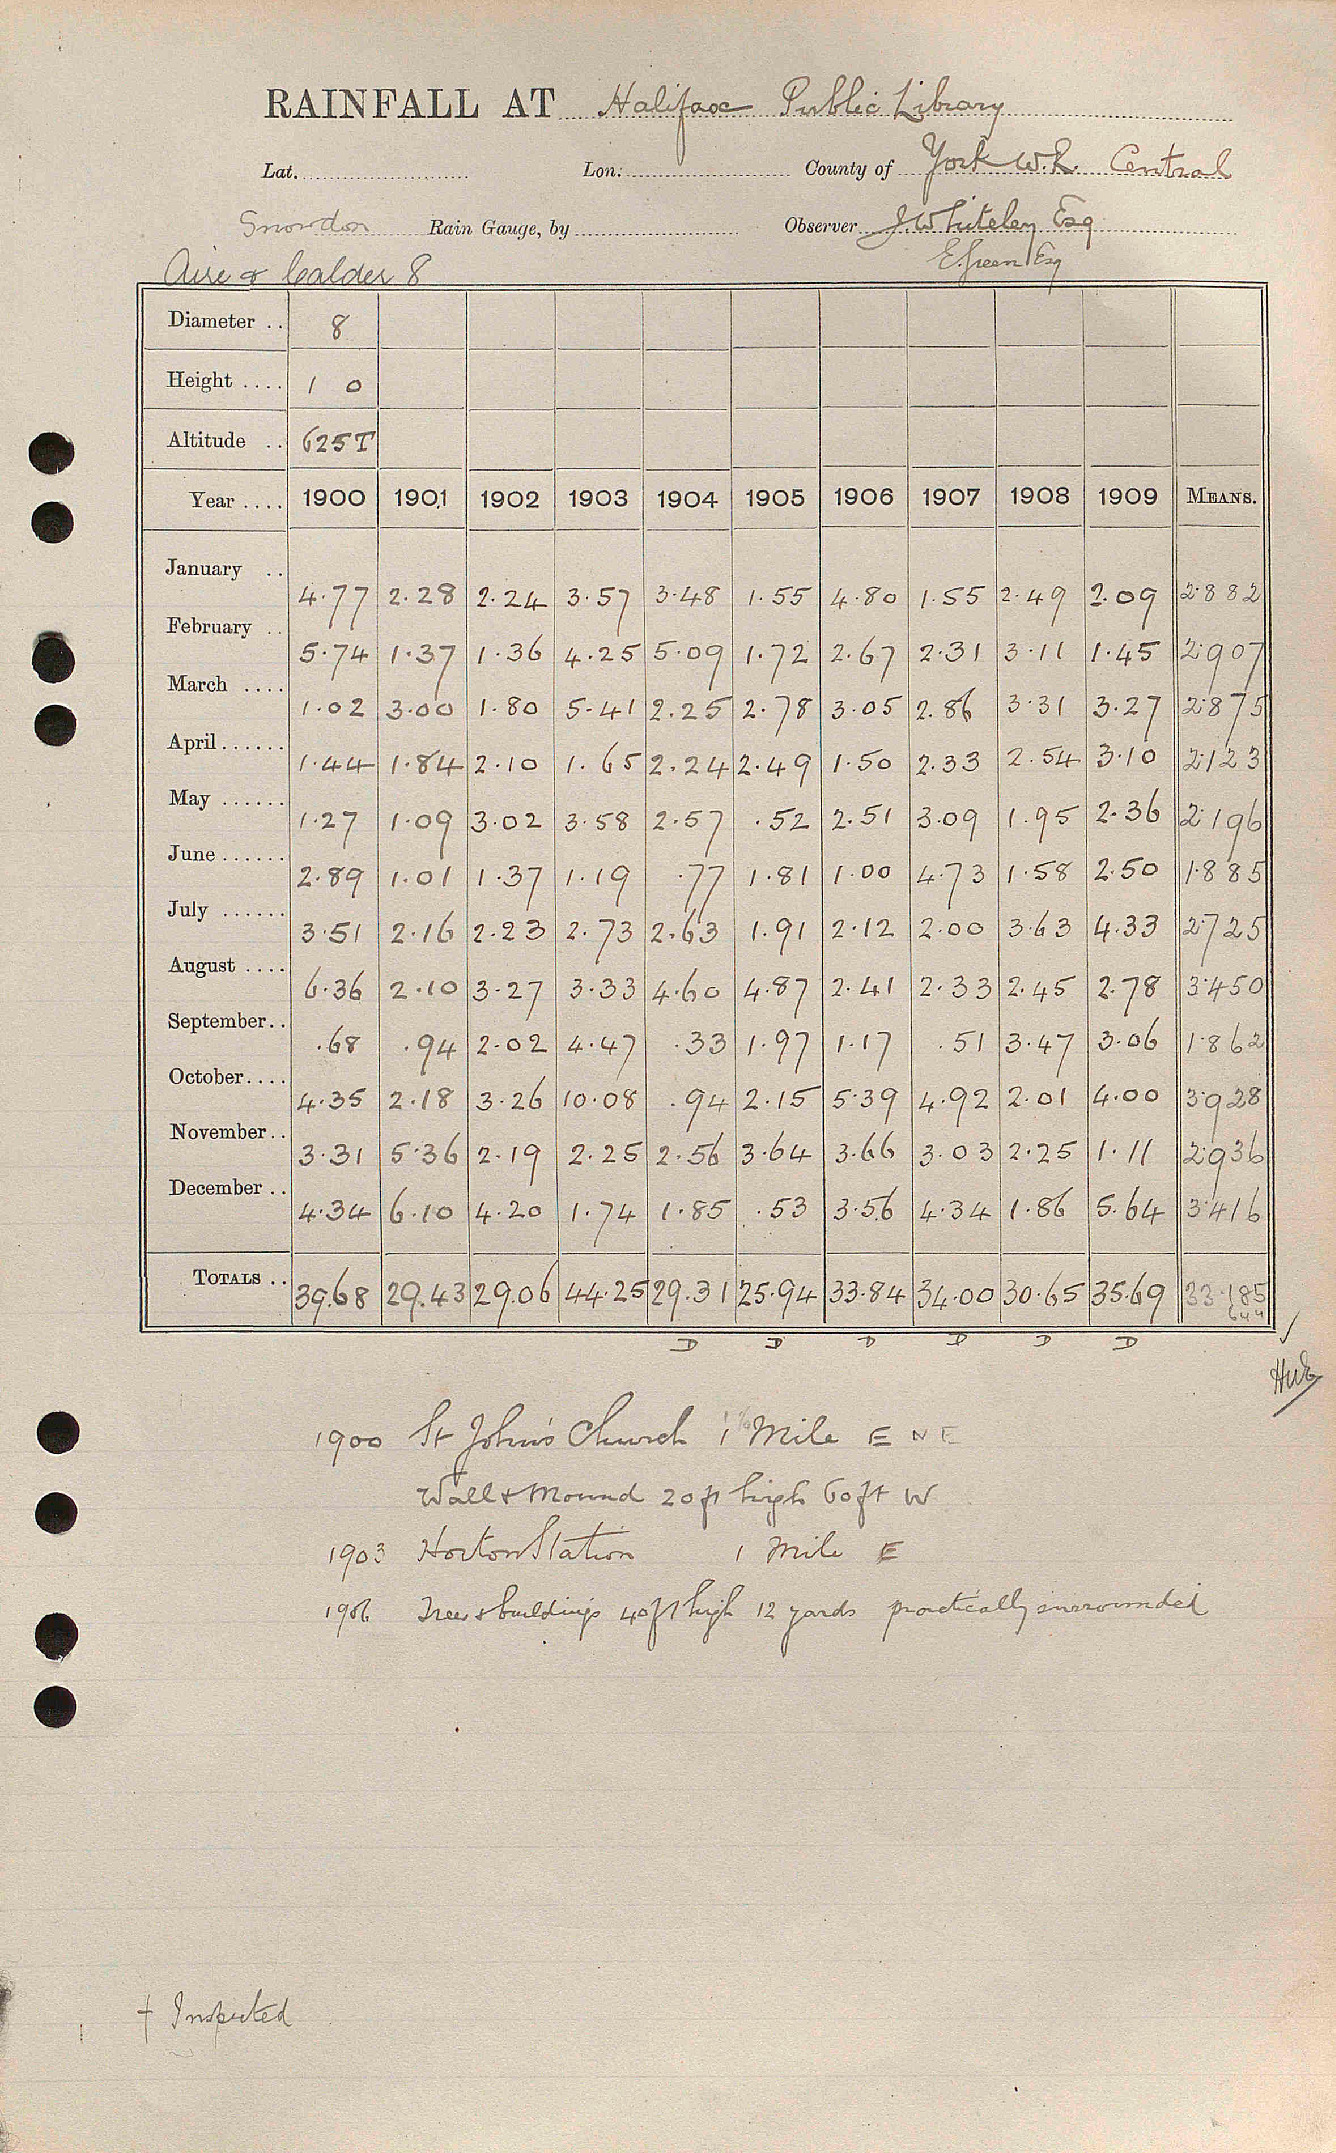 RAINFALL AT Halifax Public Library
Lat. Lon: County of York W.R. Central
Snowdon Rain Gauge, by Observer J. Whiteley Esq
Aire & Calder 8 E. Green Esq
Diameter .. 8
Height .... 1 0
Altitude .. 625T
Year .... 1900 1901 1902 1903 1904 1905 1906 1907 1908 1909 MEANS.
January .. 4.77 2.28 2.24 3.57 3.48 1.55 4.80 1.55 2.49 2.09 2.882
February .. 5.74 1.37 1.36 4.25 5.09 1.72 2.67 2.31 3.11 1.45 2.907
March .... 1.02 3.00 1.80 5.41 2.25 2.78 3.05 2.86 3.31 3.27 2.875
April ...... 1.44 1.84 2.10 1.65 2.24 2.49 1.50 2.33 2.54 3.10 2.123
May ...... 1.27 1.09 3.02 3.58 2.57 .52 2.51 3.09 1.95 2.36 2.196
June ...... 2.89 1.01 1.37 1.19 .77 1.81 1.00 4.73 1.58 2.50 1.885
July ...... 3.51 2.16 2.23 2.73 2.63 1.91 2.12 2.00 3.63 4.33 2.725
August .... 6.36 2.10 3.27 3.33 4.60 4.87 2.41 2.33 2.45 2.78 3.450
September.. .68 .94 2.02 4.47 .33 1.97 1.17 .51 3.47 3.06 1.862
October.... 4.35 2.18 3.26 10.08 .94 2.15 5.39 4.92 2.01 4.00 3.928
November.. 3.31 5.36 2.19 2.25 2.56 3.64 3.66 3.03 2.25 1.11 2.936
December .. 4.34 6.10 4.20 1.74 1.85 .53 3.56 4.34 1.86 5.64 3.416
TOTALS .. 39.68 29.43 29.06 44.25 29.31 25.94 33.84 34.00 30.65 35.69 33.185
D D D D D D
1900 St John's Church 1 Mile E N E
Wall & Mound 20 ft high 60 ft W
1903 Horton Station 1 Mile E
1906 Trees & buildings 40 ft high 12 yards practically surrounded
† Inspected